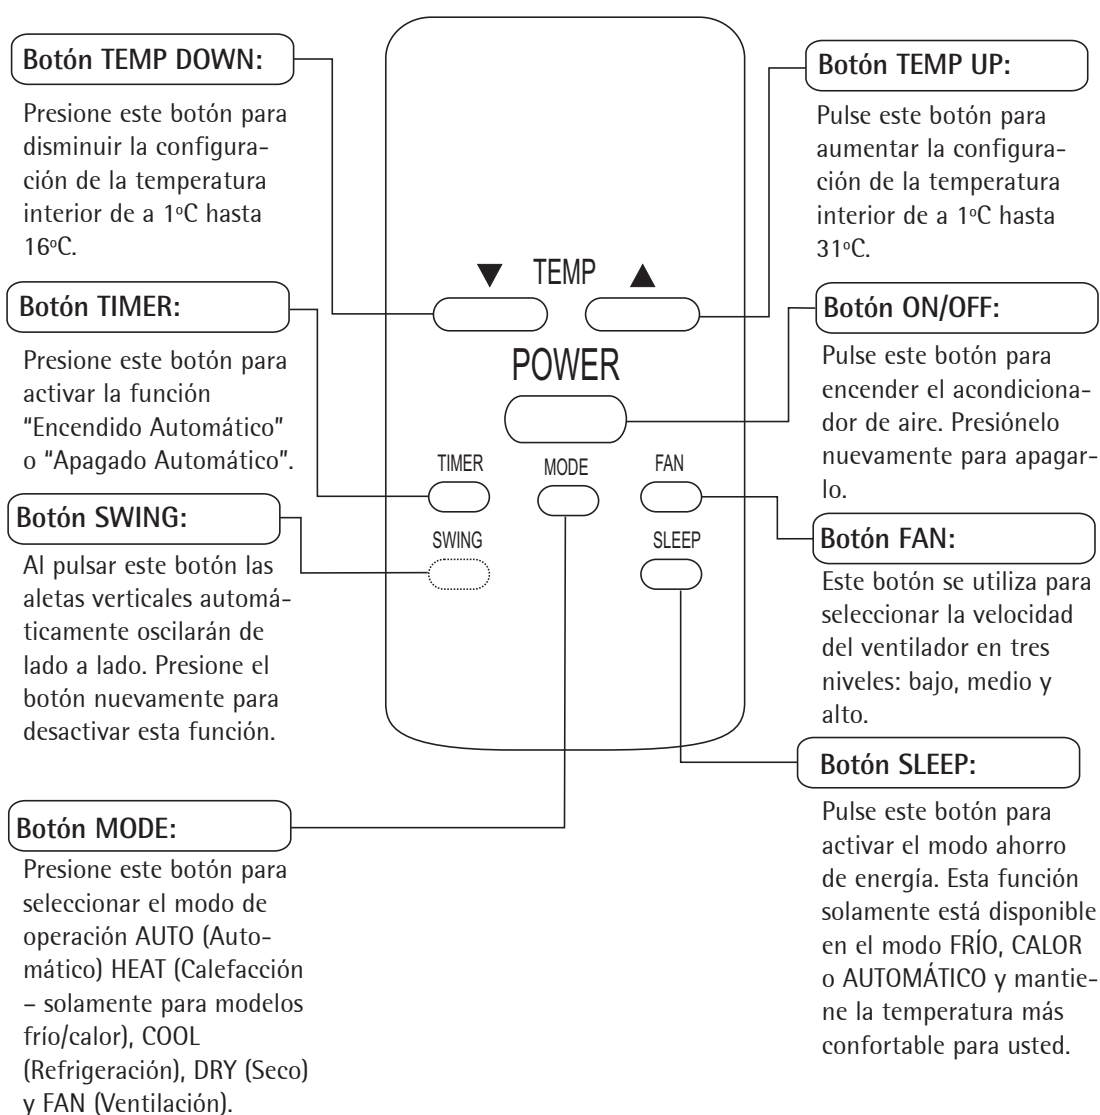 Botón TEMP DOWN:
Presione este botón para
disminuir la configura-
ción de la temperatura
interior de a 1ºC hasta
16ºC.
Botón TIMER:
Presione este botón para
activar la función
“Encendido Automático”
o “Apagado Automático”.
Botón SWING:
Al pulsar este botón las
aletas verticales automá-
ticamente oscilarán de
lado a lado. Presione el
botón nuevamente para
desactivar esta función.
Botón MODE:
Presione este botón para
seleccionar el modo de
operación AUTO (Auto-
mático) HEAT (Calefacción
– solamente para modelos
frío/calor), COOL
(Refrigeración), DRY (Seco)
y FAN (Ventilación).
▼ TEMP ▲
POWER
TIMER MODE FAN
SWING SLEEP
Botón TEMP UP:
Pulse este botón para
aumentar la configura-
ción de la temperatura
interior de a 1ºC hasta
31ºC.
Botón ON/OFF:
Pulse este botón para
encender el acondiciona-
dor de aire. Presiónelo
nuevamente para apagar-
lo.
Botón FAN:
Este botón se utiliza para
seleccionar la velocidad
del ventilador en tres
niveles: bajo, medio y
alto.
Botón SLEEP:
Pulse este botón para
activar el modo ahorro
de energía. Esta función
solamente está disponible
en el modo FRÍO, CALOR
o AUTOMÁTICO y mantie-
ne la temperatura más
confortable para usted.